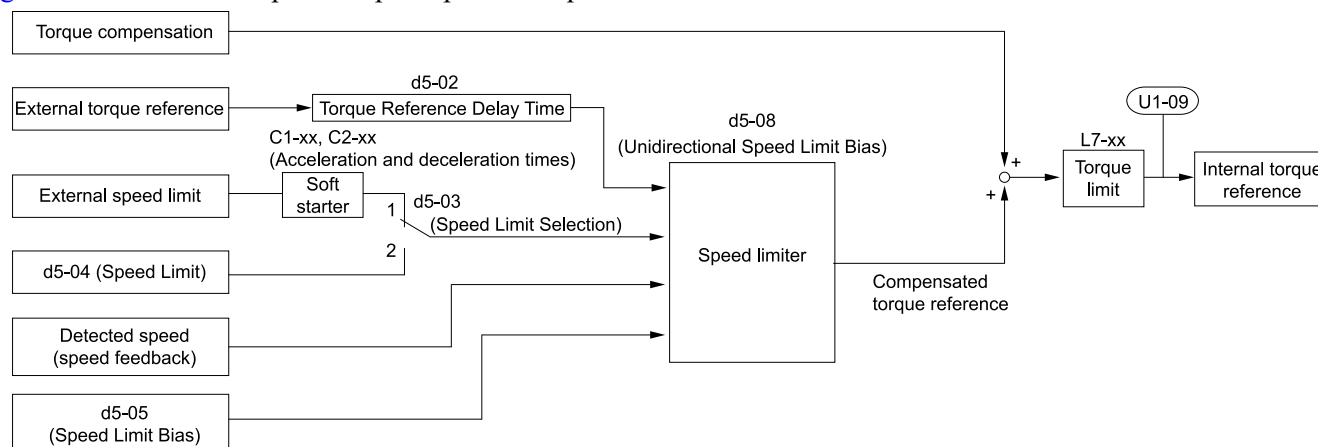 Torque compensation
d5-02
External torque reference
Torque Reference Delay Time
U1-09
d5-08
(Unidirectional Speed Limit Bias)
C1-xx, C2-xx
(Acceleration and deceleration times)
L7-xx
+
Torque
limit
Internal torque
reference
External speed limit
Soft
starter
1
d5-03
(Speed Limit Selection)
+
2
Speed limiter
d5-04 (Speed Limit)
Compensated
torque reference
Detected speed
(speed feedback)
d5-05
(Speed Limit Bias)